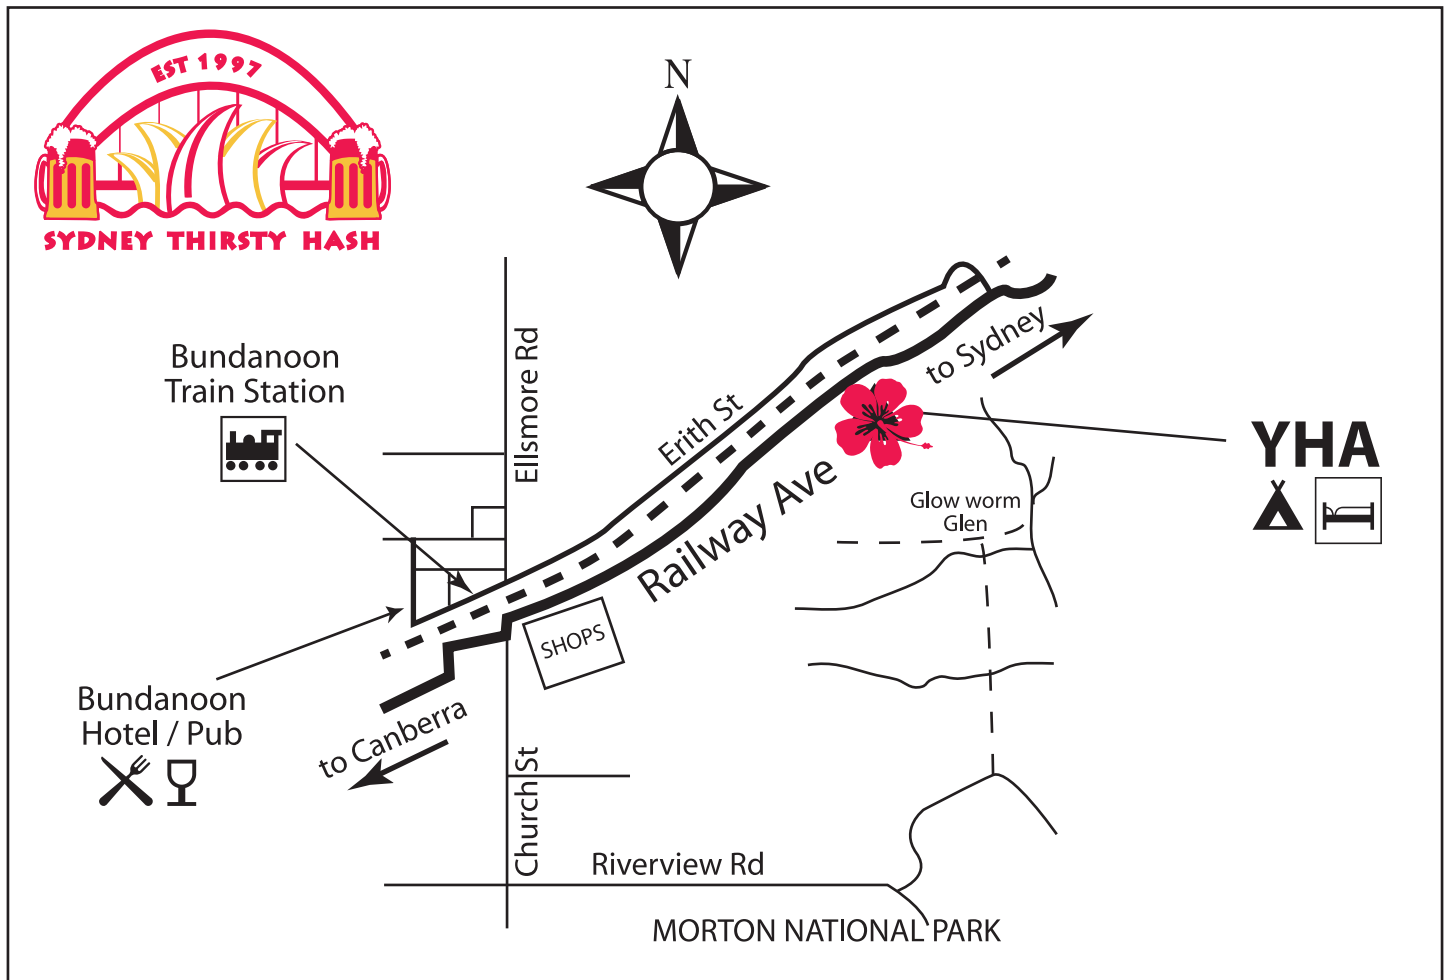 EST 1997
SYDNEY THIRSTY HASH
N
Bundanoon
Train Station
Ellsmore Rd
Erith St
to Sydney
Railway Ave
YHA
Glow worm
Glen
SHOPS
Bundanoon
Hotel / Pub
to Canberra
Church St
Riverview Rd
MORTON NATIONAL PARK